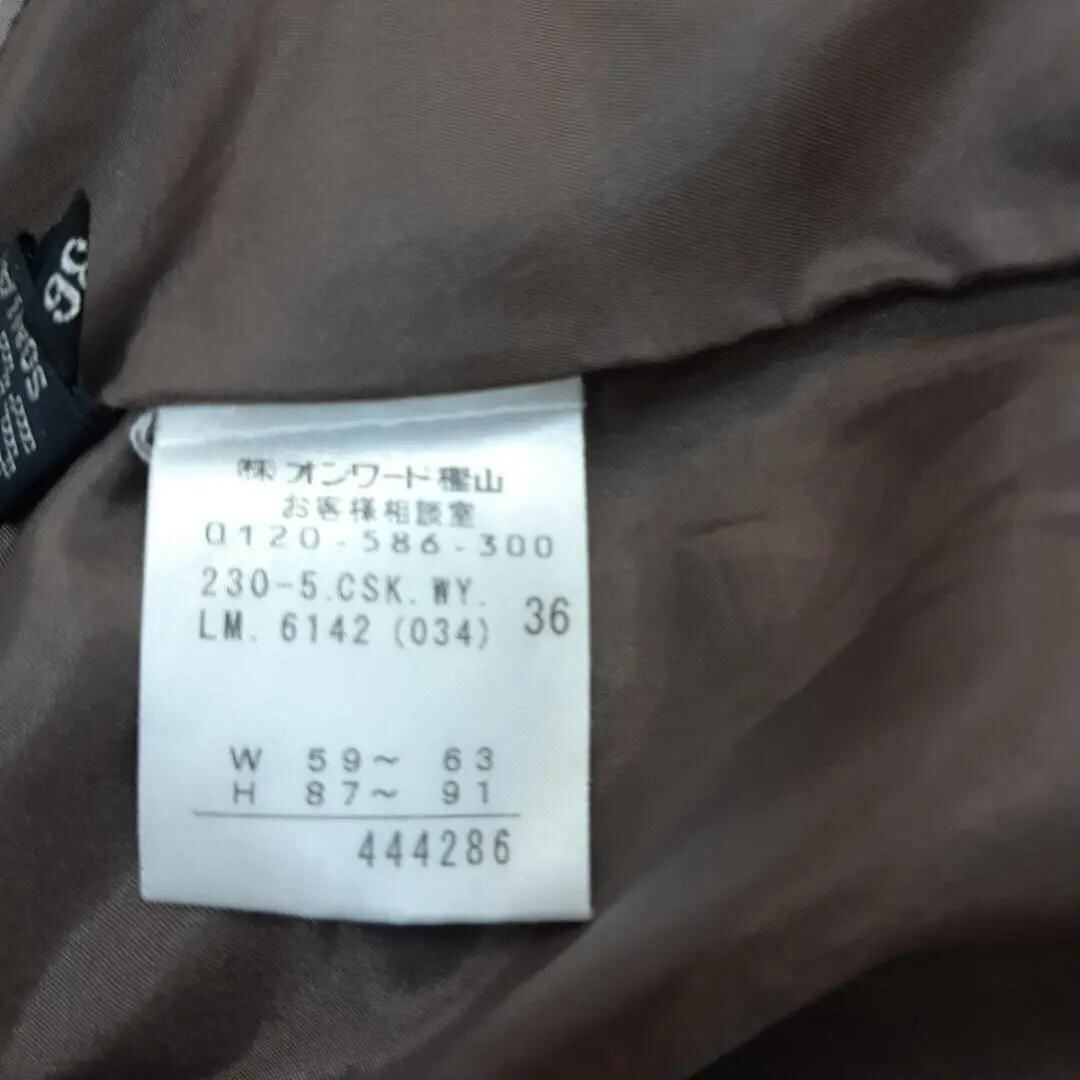 (株)オンワード樫山
お客様相談室
0120-586-300
230-5.CSK.WY.
LM. 6142 (034) 36
W 59~ 63
H 87~ 91
444286
36